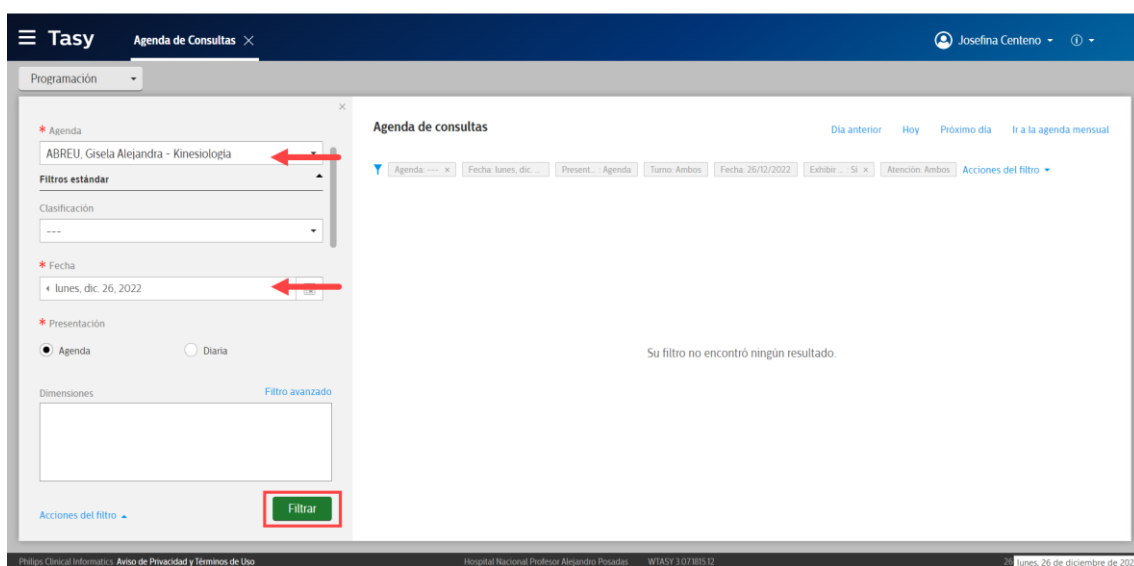 Tasy Agenda de Consultas Josefina Centeno
Programación
* Agenda
ABREU, Gisela Alejandra - Kinesiología
Filtros estándar
Clasificación
---
* Fecha
lunes, dic. 26, 2022
* Presentación
Agenda Diaria
Dimensiones Filtro avanzado
Acciones del filtro Filtrar
Agenda de consultas Día anterior Hoy Próximo día Ir a la agenda mensual
Agenda: --- x Fecha: lunes, dic. ... Present... : Agenda Turno: Ambos Fecha: 26/12/2022 Exhibir ... : Sí x Atención: Ambos Acciones del filtro
Su filtro no encontró ningún resultado.
Philips Clinical Informatics Aviso de Privacidad y Términos de Uso Hospital Nacional Profesor Alejandro Posadas WTASY 3.07.1815.12 26 lunes, 26 de diciembre de 202